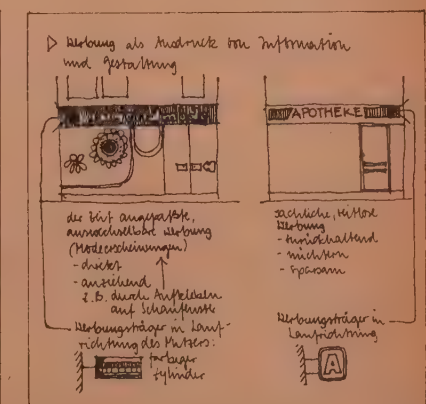 ▷ Werbung als Ausdruck von Information
und Gestaltung
APOTHEKE
der Zeit angepaßte,
auswechselbare Werbung
(Modeerscheinungen)
- direkt
- anziehend
z.B. durch Aufkleben
auf Schaufenster
Werbungsträger in Lauf-
richtung des Nutzers:
farbiger
Zylinder
sachliche, zeitlose
Werbung
- zurückhaltend
- nüchtern
- sparsam
Werbungsträger in
Laufrichtung
A